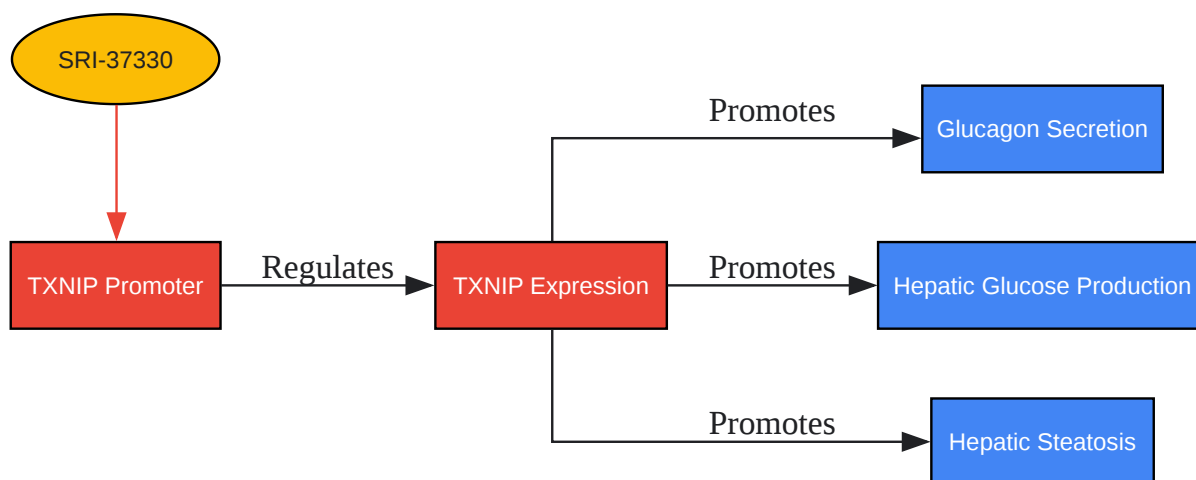 SRI-37330
Promotes
Glucagon Secretion
TXNIP Promoter
Regulates
TXNIP Expression
Promotes
Hepatic Glucose Production
Promotes
Hepatic Steatosis